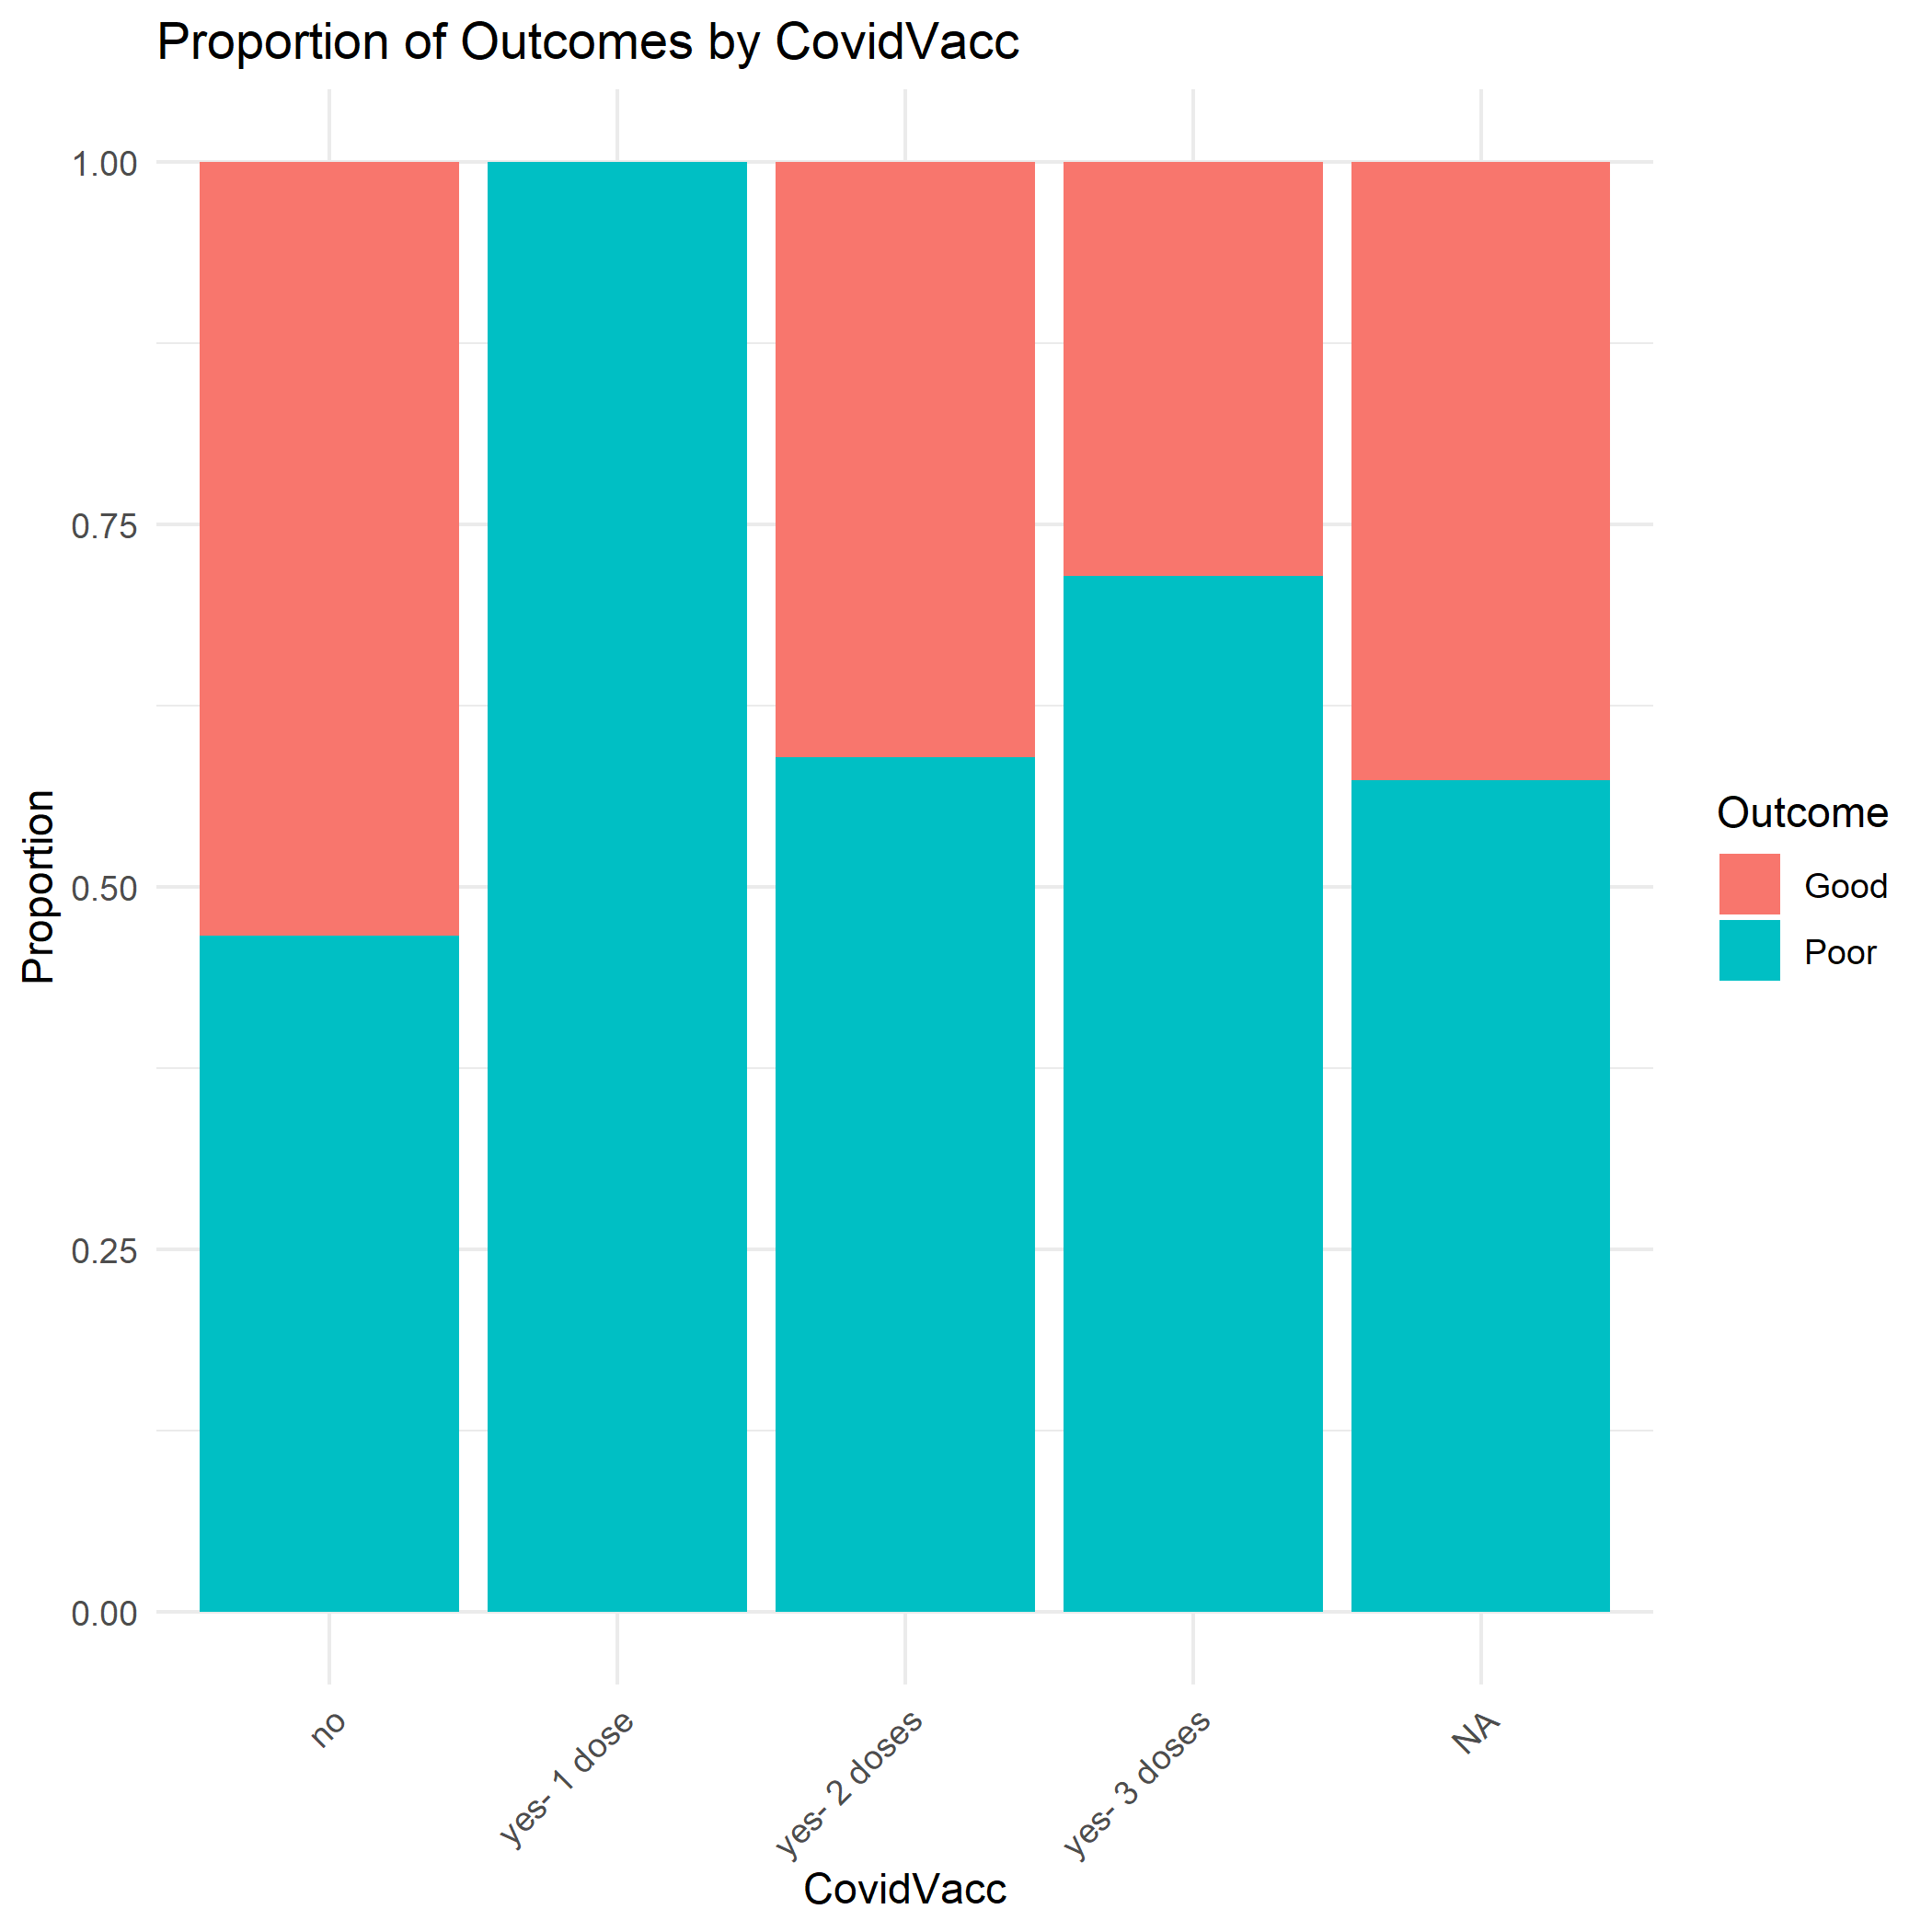 Proportion of Outcomes by CovidVacc
1.00
0.75
0.50
0.25
0.00
Proportion
no
yes- 1 dose
yes- 2 doses
yes- 3 doses
NA
CovidVacc
Outcome
Good
Poor